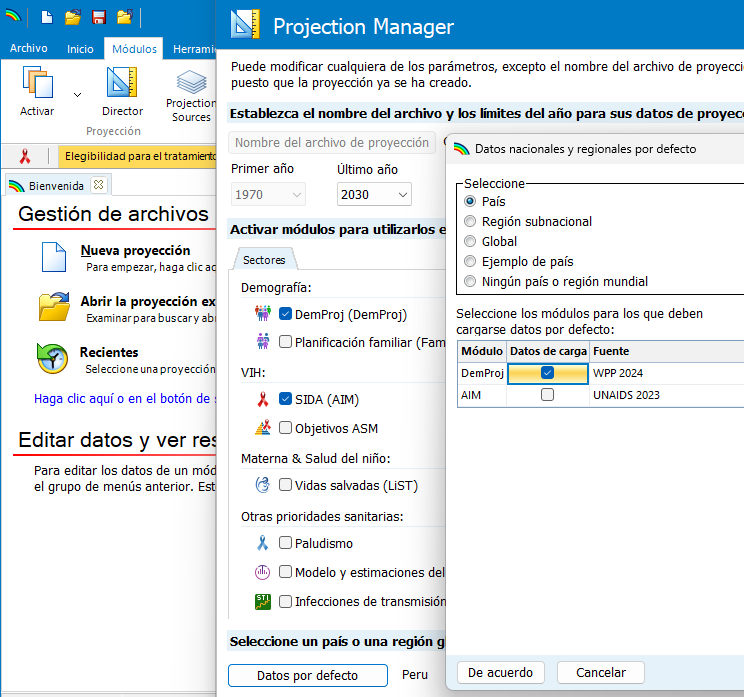 Archivo Inicio Módulos Herrami
Activar
Director
Projection
Sources
Proyección
Elegibilidad para el tratamiento
Bienvenida
Gestión de archivos
Nueva proyección
Para empezar, haga clic
Abrir la proyección ex
Examinar para buscar y ab
Recientes
Seleccione una proyección
Haga clic aquí o en el botón de
Editar datos y ver res
Para editar los datos de un mód
el grupo de menús anterior. Est
Projection Manager
Puede modificar cualquiera de los parámetros, excepto el nombre del archivo de proyecci
puesto que la proyección ya se ha creado.
Establezca el nombre del archivo y los límites del año para sus datos de proyec
Nombre del archivo de proyección
Primer año
Último año
1970
2030
Activar módulos para utilizarlos e
Sectores
Demografía:
DemProj (DemProj)
Planificación familiar (Fam
VIH:
SIDA (AIM)
Objetivos ASM
Materna & Salud del niño:
Vidas salvadas (LiST)
Otras prioridades sanitarias:
Paludismo
Modelo y estimaciones del
STI
Infecciones de transmisión
Seleccione un país o una región g
Datos por defecto
Peru
Datos nacionales y regionales por defecto
Seleccione
País
Región subnacional
Global
Ejemplo de país
Ningún país o región mundial
Seleccione los módulos para los que deben
cargarse datos por defecto:
Módulo Datos de carga Fuente
DemProj WPP 2024
AIM UNAIDS 2023
De acuerdo
Cancelar